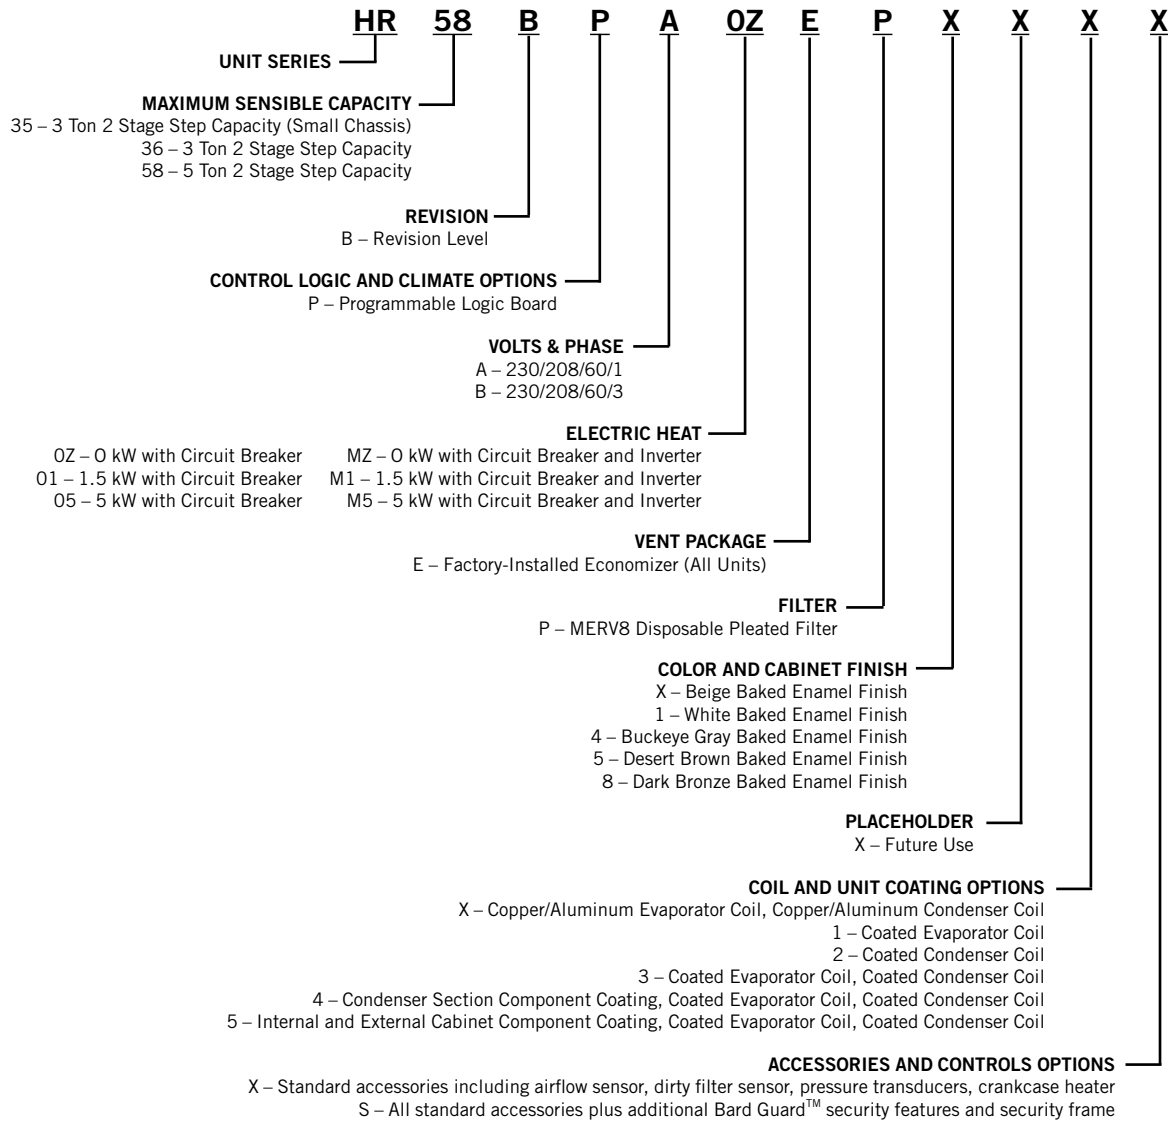 HR 58 B P A 0Z E P X X X X
UNIT SERIES
MAXIMUM SENSIBLE CAPACITY
35 – 3 Ton 2 Stage Step Capacity (Small Chassis)
36 – 3 Ton 2 Stage Step Capacity
58 – 5 Ton 2 Stage Step Capacity
REVISION
B – Revision Level
CONTROL LOGIC AND CLIMATE OPTIONS
P – Programmable Logic Board
VOLTS & PHASE
A – 230/208/60/1
B – 230/208/60/3
ELECTRIC HEAT
0Z – 0 kW with Circuit Breaker MZ – 0 kW with Circuit Breaker and Inverter
01 – 1.5 kW with Circuit Breaker M1 – 1.5 kW with Circuit Breaker and Inverter
05 – 5 kW with Circuit Breaker M5 – 5 kW with Circuit Breaker and Inverter
VENT PACKAGE
E – Factory-Installed Economizer (All Units)
FILTER
P – MERV8 Disposable Pleated Filter
COLOR AND CABINET FINISH
X – Beige Baked Enamel Finish
1 – White Baked Enamel Finish
4 – Buckeye Gray Baked Enamel Finish
5 – Desert Brown Baked Enamel Finish
8 – Dark Bronze Baked Enamel Finish
PLACEHOLDER
X – Future Use
COIL AND UNIT COATING OPTIONS
X – Copper/Aluminum Evaporator Coil, Copper/Aluminum Condenser Coil
1 – Coated Evaporator Coil
2 – Coated Condenser Coil
3 – Coated Evaporator Coil, Coated Condenser Coil
4 – Condenser Section Component Coating, Coated Evaporator Coil, Coated Condenser Coil
5 – Internal and External Cabinet Component Coating, Coated Evaporator Coil, Coated Condenser Coil
ACCESSORIES AND CONTROLS OPTIONS
X – Standard accessories including airflow sensor, dirty filter sensor, pressure transducers, crankcase heater
S – All standard accessories plus additional Bard Guard™ security features and security frame